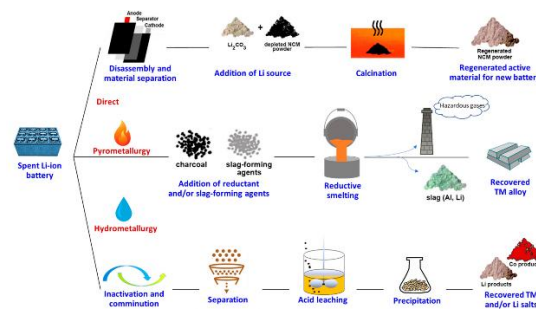 Anode
Separator
Cathode
Disassembly and
material separation
Li2CO3
+
depleted NCM
powder
Addition of Li source
Calcination
Regenerated
NCM powder
Regenerated active
material for new batter
Direct
Spent Li-ion
battery
Pyrometallurgy
charcoal
slag-forming
agents
Addition of reductant
and/or slag-forming agents
Reductive
smelting
Hazardous gases
slag (Al, Li)
Recovered
TM alloy
Hydrometallurgy
Inactivation and
comminution
Separation
Acid leaching
Precipitation
Co produc
Li products
Recovered TM
and/or Li salts